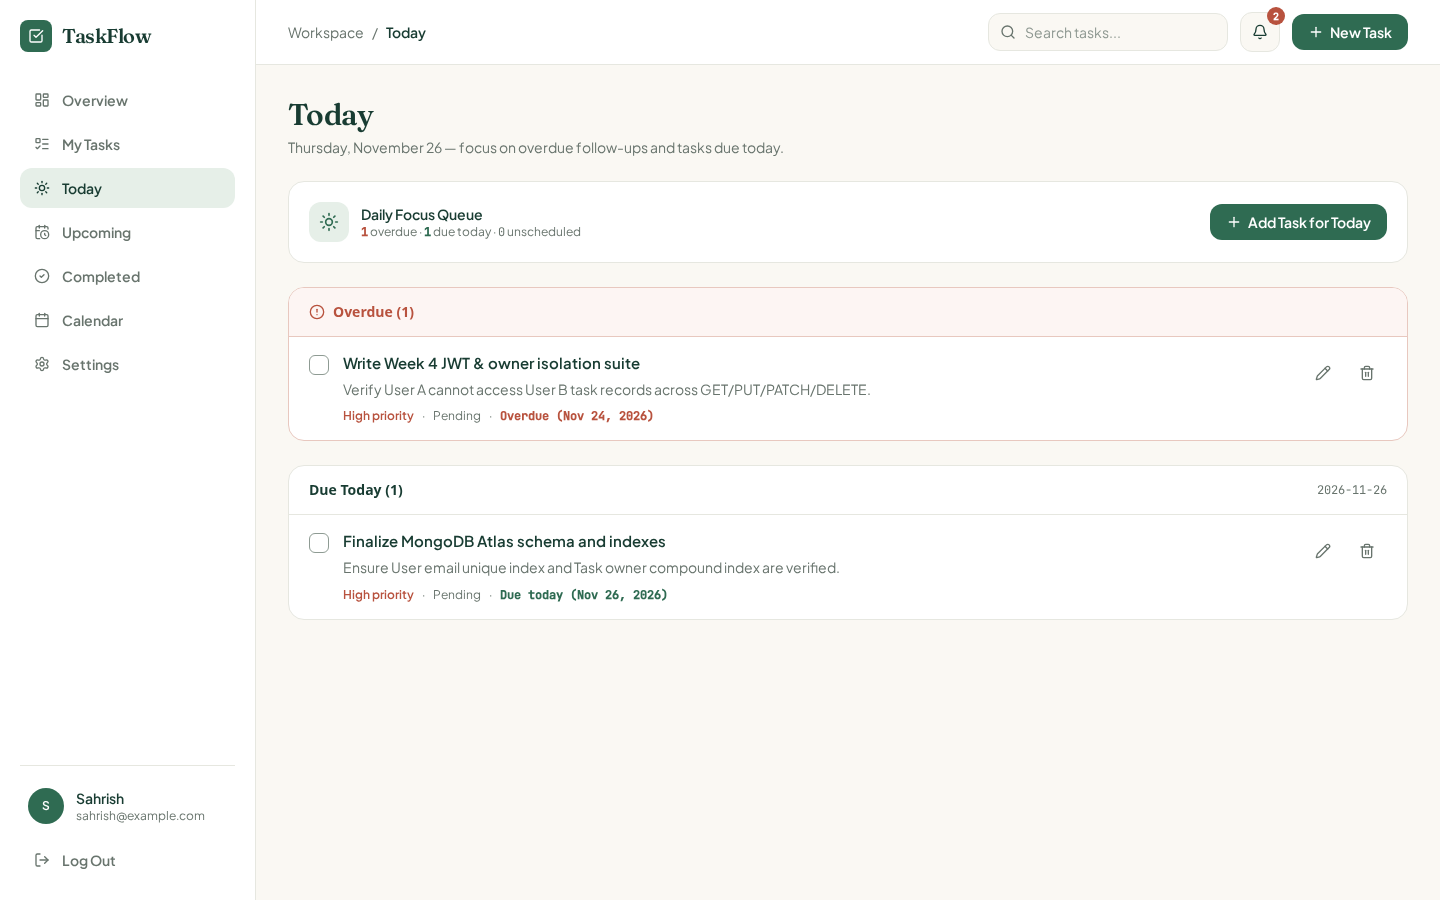 TaskFlow
Overview
My Tasks
Today
Upcoming
Completed
Calendar
Settings
S
Sahrish
sahrish@example.com
Log Out
Workspace / Today
Search tasks...
2
New Task
Today
Thursday, November 26 — focus on overdue follow-ups and tasks due today.
Daily Focus Queue
1 overdue · 1 due today · 0 unscheduled
Add Task for Today
Overdue (1)
Write Week 4 JWT & owner isolation suite
Verify User A cannot access User B task records across GET/PUT/PATCH/DELETE.
High priority · Pending · Overdue (Nov 24, 2026)
Due Today (1)
2026-11-26
Finalize MongoDB Atlas schema and indexes
Ensure User email unique index and Task owner compound index are verified.
High priority · Pending · Due today (Nov 26, 2026)